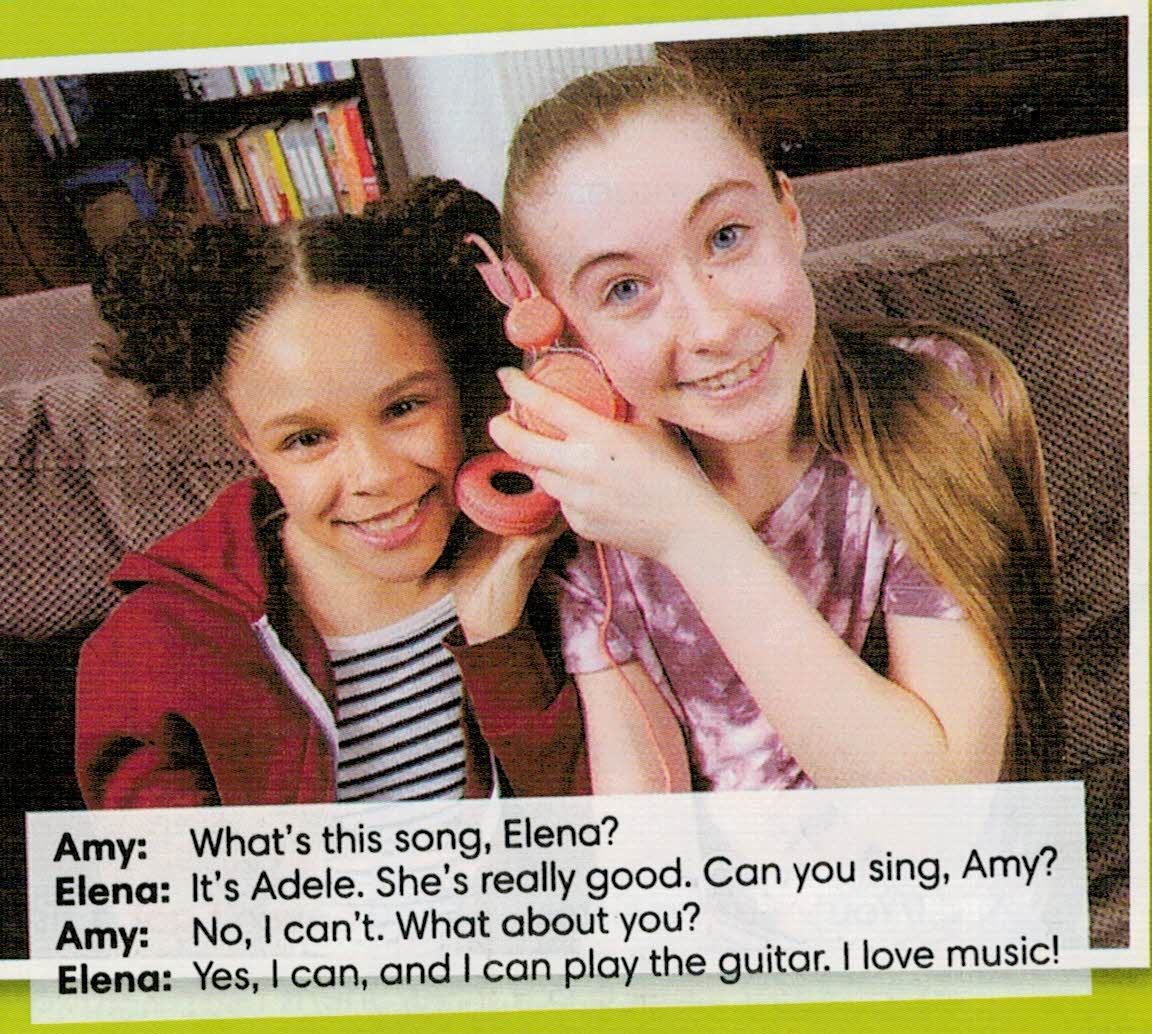 Amy: What's this song, Elena?
Elena: It's Adele. She's really good. Can you sing, Amy?
Amy: No, I can't. What about you?
Elena: Yes, I can, and I can play the guitar. I love music!